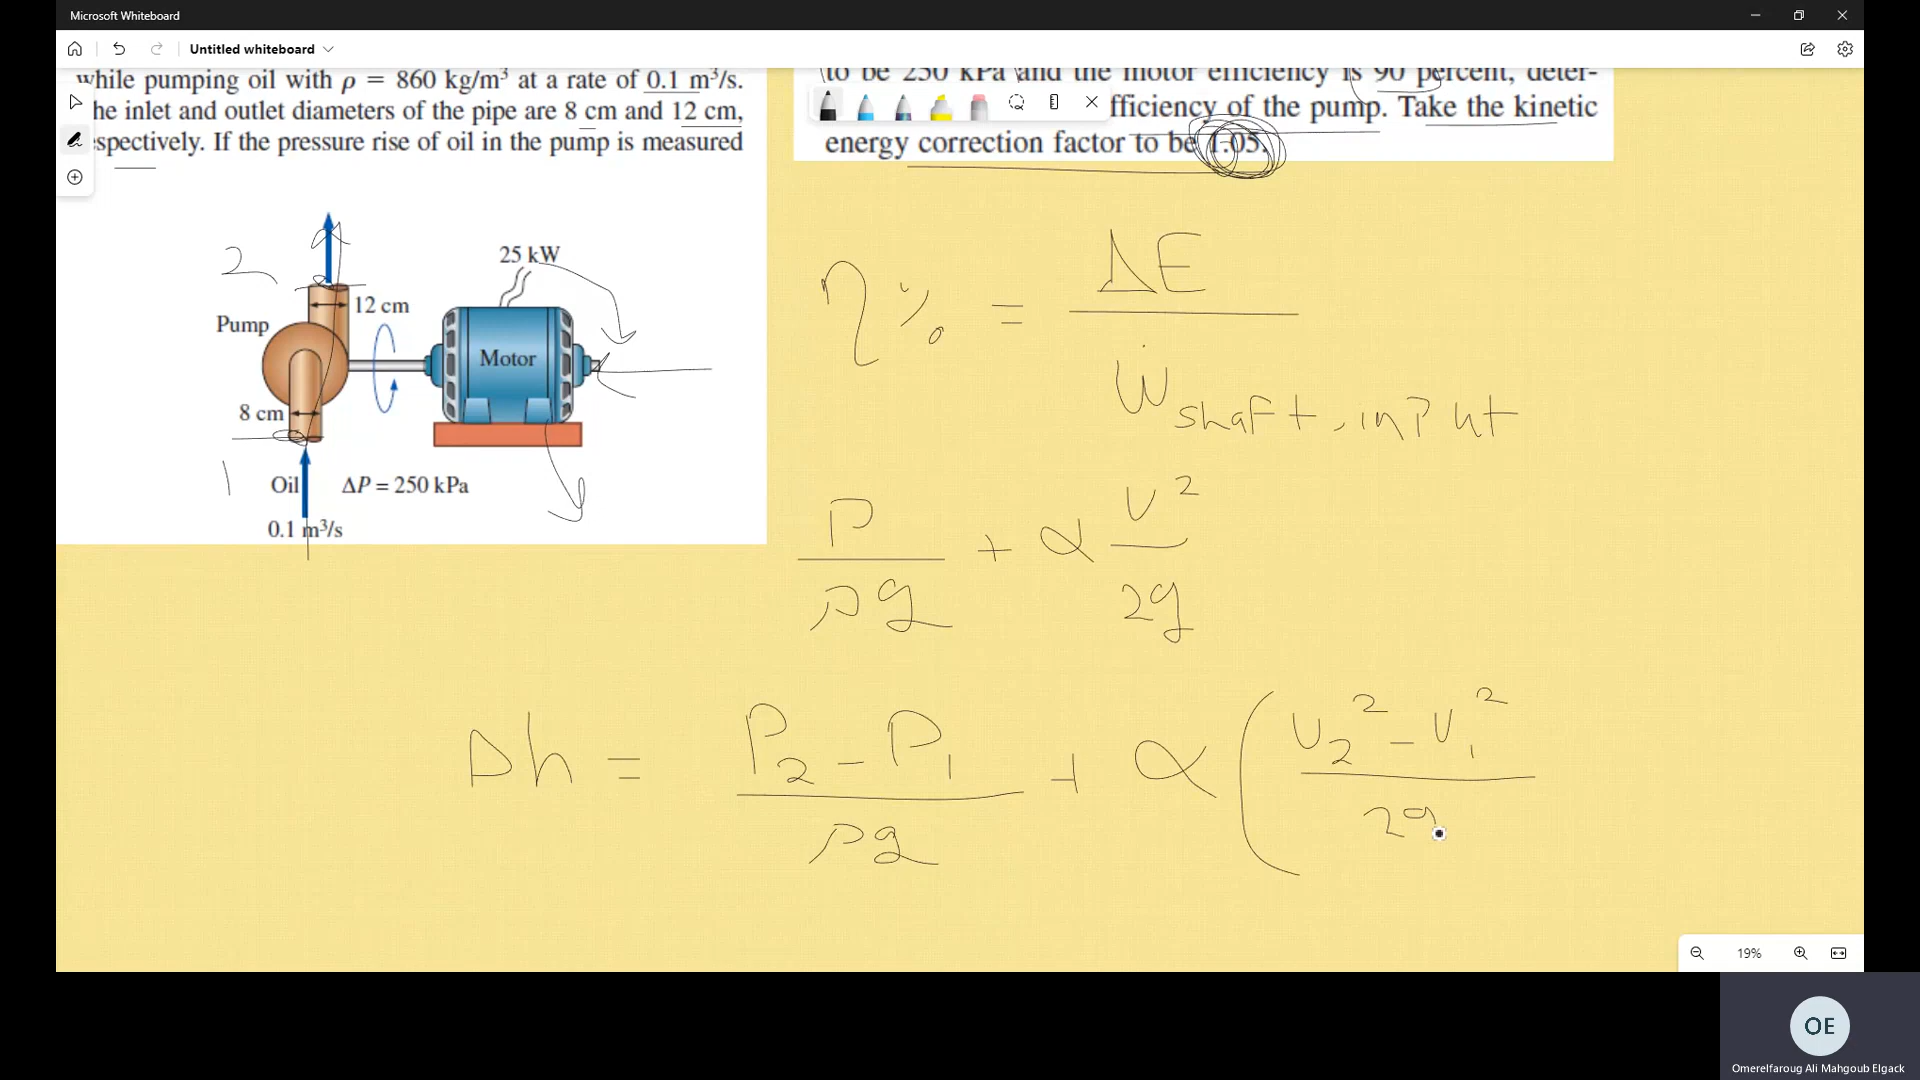 Microsoft Whiteboard
Untitled whiteboard
while pumping oil with ρ = 860 kg/m³ at a rate of 0.1 m³/s.
he inlet and outlet diameters of the pipe are 8 cm and 12 cm,
spectively. If the pressure rise of oil in the pump is measured
to be 250 kPa and the motor efficiency is 90 percent, deter-
fficiency of the pump. Take the kinetic
energy correction factor to be 1.05.
2
25 kW
12 cm
Pump
Motor
8 cm
1
Oil
ΔP = 250 kPa
0.1 m³/s
η % = ΔE / Ẇ shaft, input
P / ρg + α V² / 2g
Δh = P₂ - P₁ / ρg + α ( V₂² - V₁² / 2g
19%
OE
Omerelfaroug Ali Mahgoub Elgack